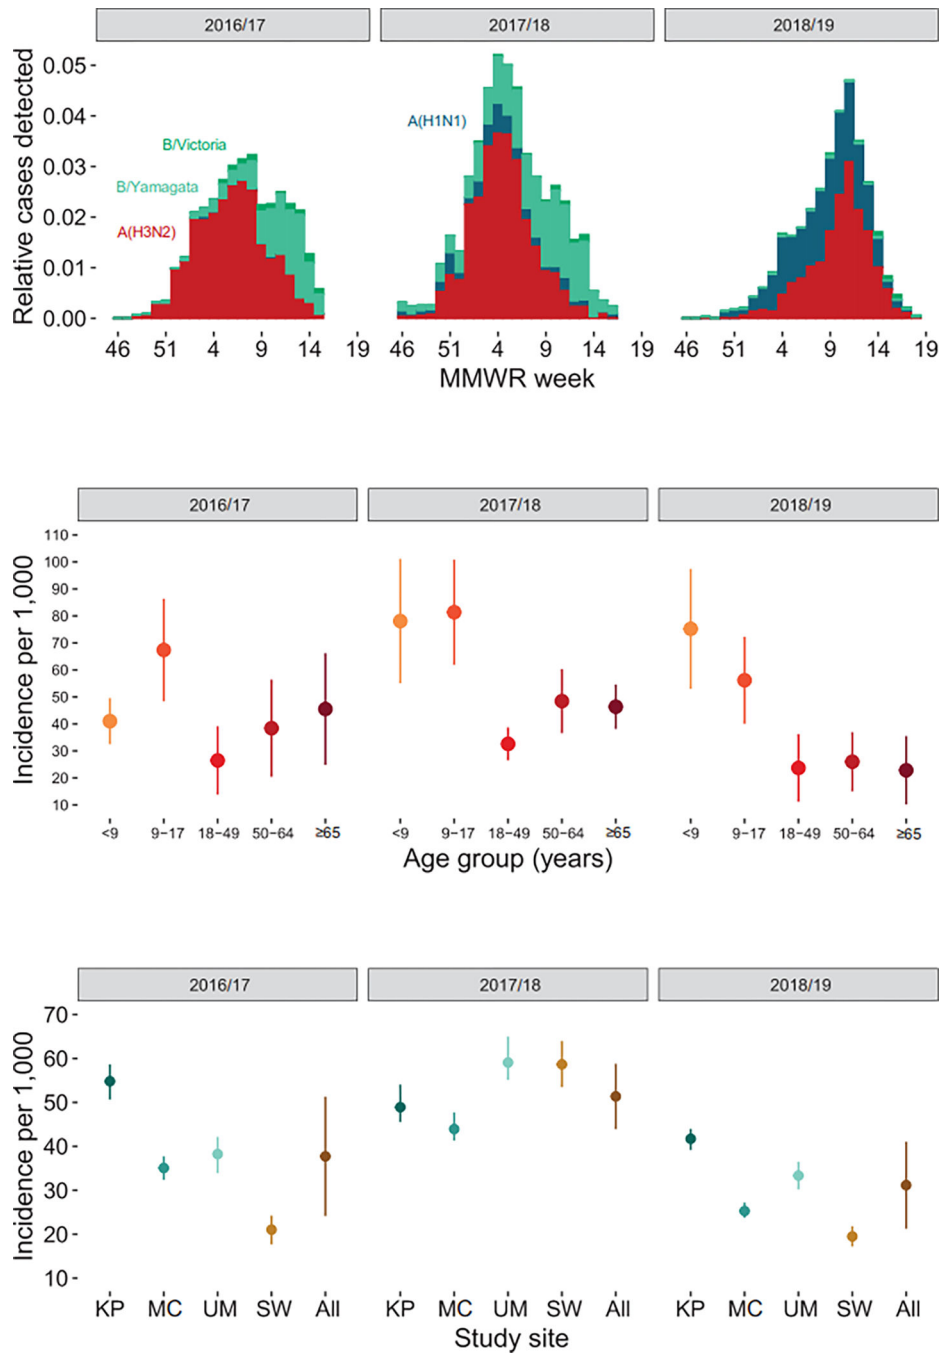 2016/17 2017/18 2018/19
Relative cases detected
0.05
0.04
0.03
0.02
0.01
0.00
B/Victoria
B/Yamagata
A(H3N2)
A(H1N1)
46 51 4 9 14 19 46 51 4 9 14 19 46 51 4 9 14 19
MMWR week
2016/17 2017/18 2018/19
Incidence per 1,000
110
100
90
80
70
60
50
40
30
20
10
<9 9–17 18–49 50–64 ≥65 <9 9–17 18–49 50–64 ≥65 <9 9–17 18–49 50–64 ≥65
Age group (years)
2016/17 2017/18 2018/19
Incidence per 1,000
70
60
50
40
30
20
10
KP MC UM SW All KP MC UM SW All KP MC UM SW All
Study site